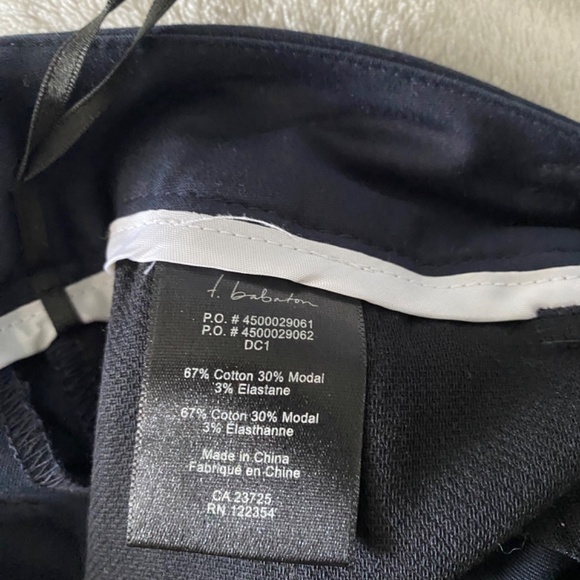 t. babaton
P.O. # 4500029061
P.O. # 4500029062
DC1
67% Cotton 30% Modal
3% Elastane
67% Coton 30% Modal
3% Elasthanne
Made in China
Fabriqué en Chine
CA 23725
RN 122354